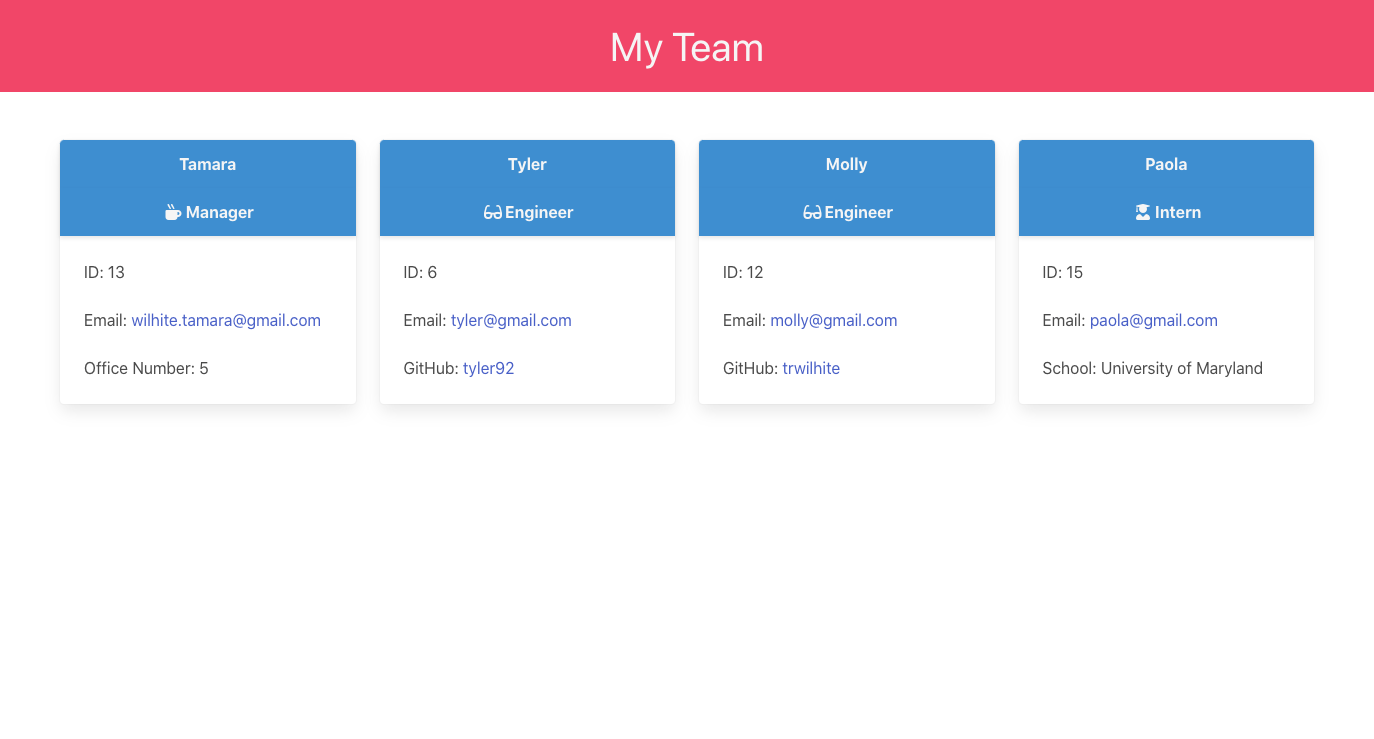 My Team
Tamara
Manager
ID: 13
Email: wilhite.tamara@gmail.com
Office Number: 5
Tyler
Engineer
ID: 6
Email: tyler@gmail.com
GitHub: tyler92
Molly
Engineer
ID: 12
Email: molly@gmail.com
GitHub: trwilhite
Paola
Intern
ID: 15
Email: paola@gmail.com
School: University of Maryland